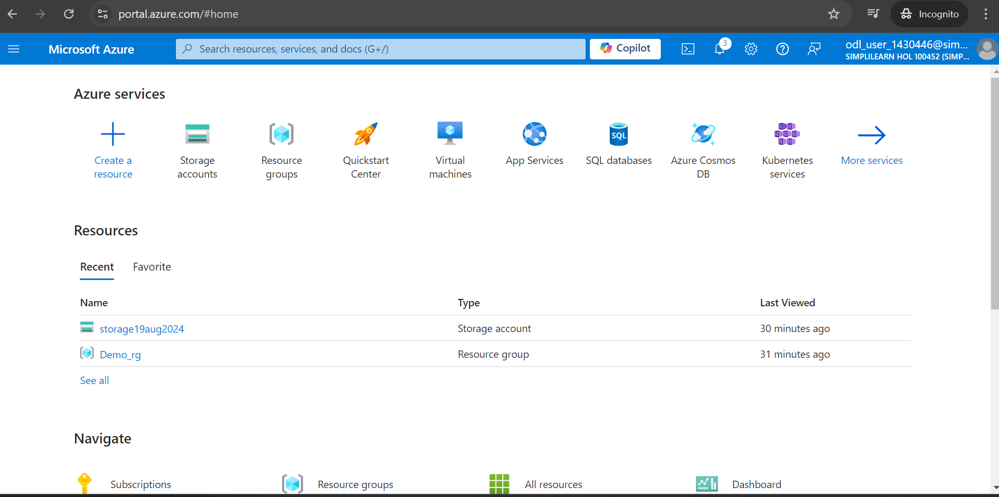 portal.azure.com/#home
Incognito
Microsoft Azure
Search resources, services, and docs (G+/)
Copilot
3
odl_user_1430446@sim...
SIMPLILEARN HOL 100452 (SIMP...
Azure services
Create a
resource
Storage
accounts
Resource
groups
Quickstart
Center
Virtual
machines
App Services
SQL
SQL databases
Azure Cosmos
DB
Kubernetes
services
More services
Resources
Recent Favorite
Name Type Last Viewed
storage19aug2024 Storage account 30 minutes ago
Demo_rg Resource group 31 minutes ago
See all
Navigate
Subscriptions Resource groups All resources Dashboard